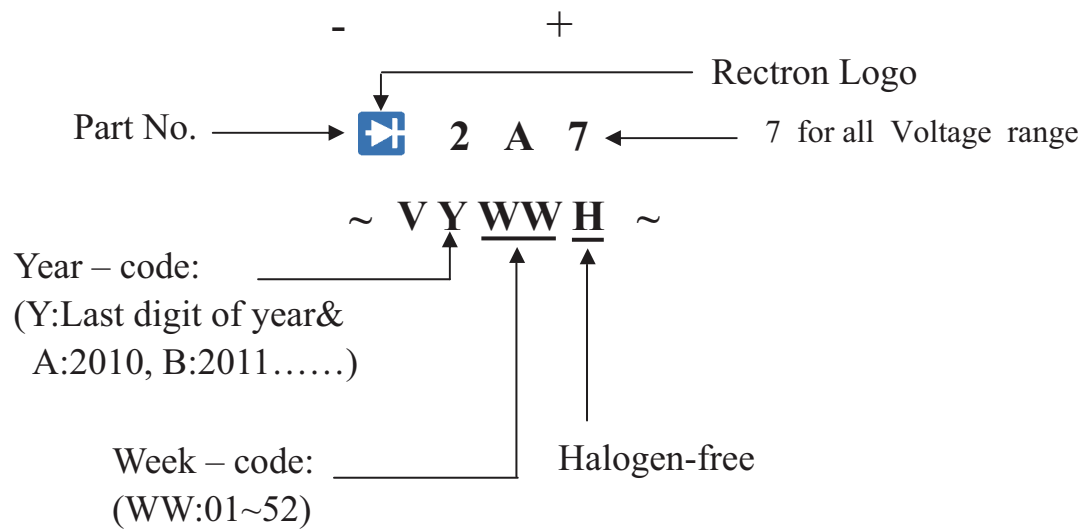 - +
Rectron Logo
Part No. 2 A 7 7 for all Voltage range
~ V Y WW H ~
Year – code:
(Y:Last digit of year&
A:2010, B:2011……)
Week – code:
(WW:01~52)
Halogen-free